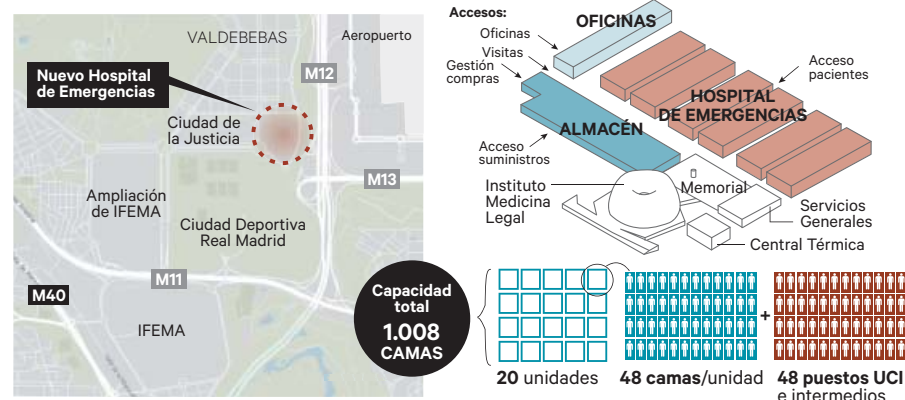 VALDEBEBAS
Aeropuerto
M12
Nuevo Hospital
de Emergencias
Ciudad de
la Justicia
M13
Ampliación
de IFEMA
Ciudad Deportiva
Real Madrid
M11
M40
IFEMA
Accesos:
Oficinas
Visitas
Gestión
compras
OFICINAS
Acceso
pacientes
HOSPITAL
DE EMERGENCIAS
ALMACÉN
Acceso
suministros
Instituto
Medicina
Legal
Memorial
Servicios
Generales
Central Térmica
Capacidad
total
1.008
CAMAS
20 unidades
48 camas/unidad
+
48 puestos UCI
e intermedios